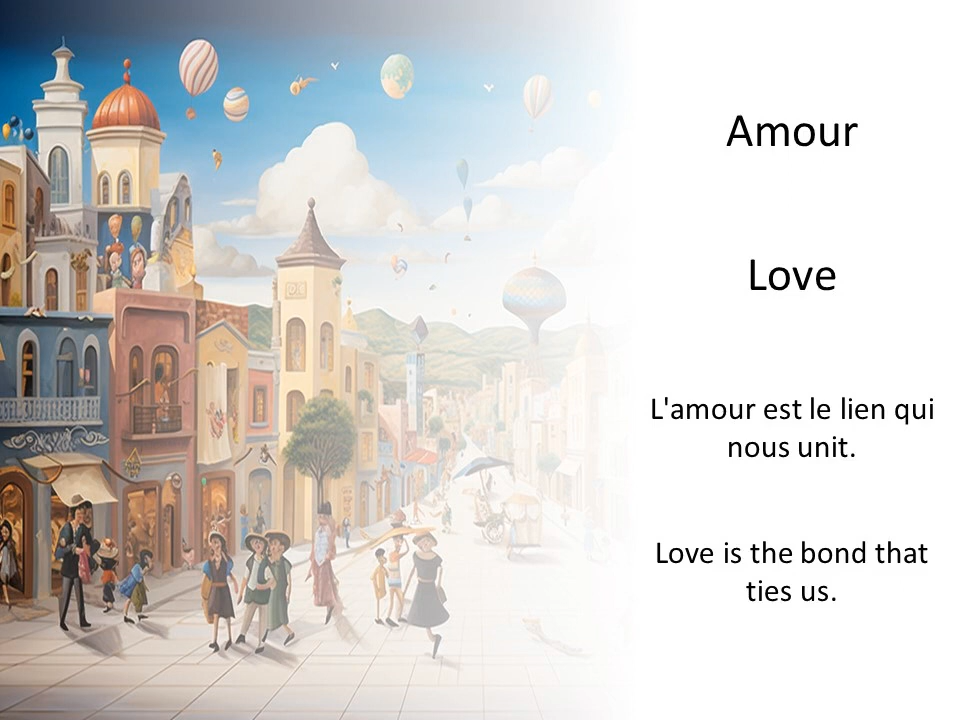 Amour
Love
L'amour est le lien qui
nous unit.
Love is the bond that
ties us.